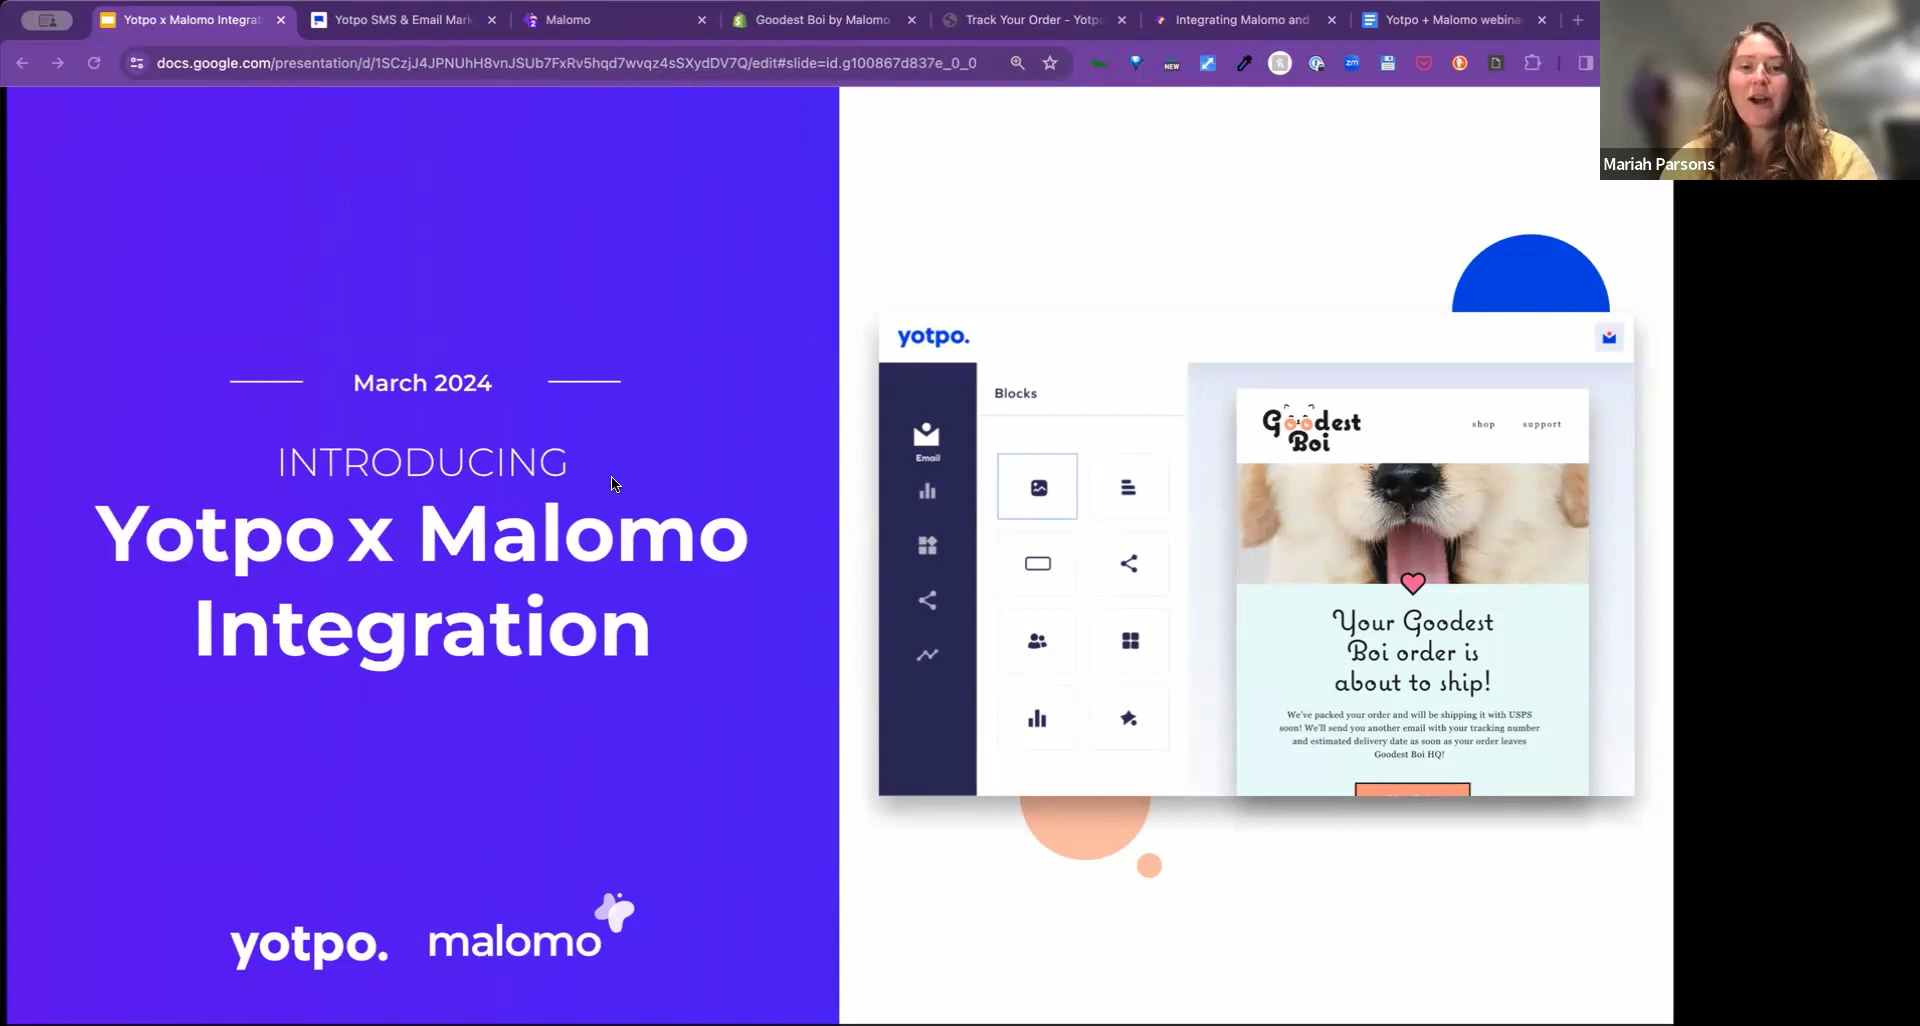 Yotpo x Malomo Integrat
Yotpo SMS & Email Mark
Malomo
Goodest Boi by Malomo
Track Your Order - Yotp
Integrating Malomo and
Yotpo + Malomo webina
docs.google.com/presentation/d/1SCzjJ4JPNUhH8vnJSUb7FxRv5hqd7wvqz4sSXydDV7Q/edit#slide=id.g100867d837e_0_0
NEW
zm
Mariah Parsons
March 2024
INTRODUCING
Yotpo x Malomo
Integration
yotpo.
malomo
yotpo.
Email
Blocks
Goodest
Boi
shop
support
Your Goodest
Boi order is
about to ship!
We've packed your order and will be shipping it with USPS
soon! We'll send you another email with your tracking number
and estimated delivery date as soon as your order leaves
Goodest Boi HQ!